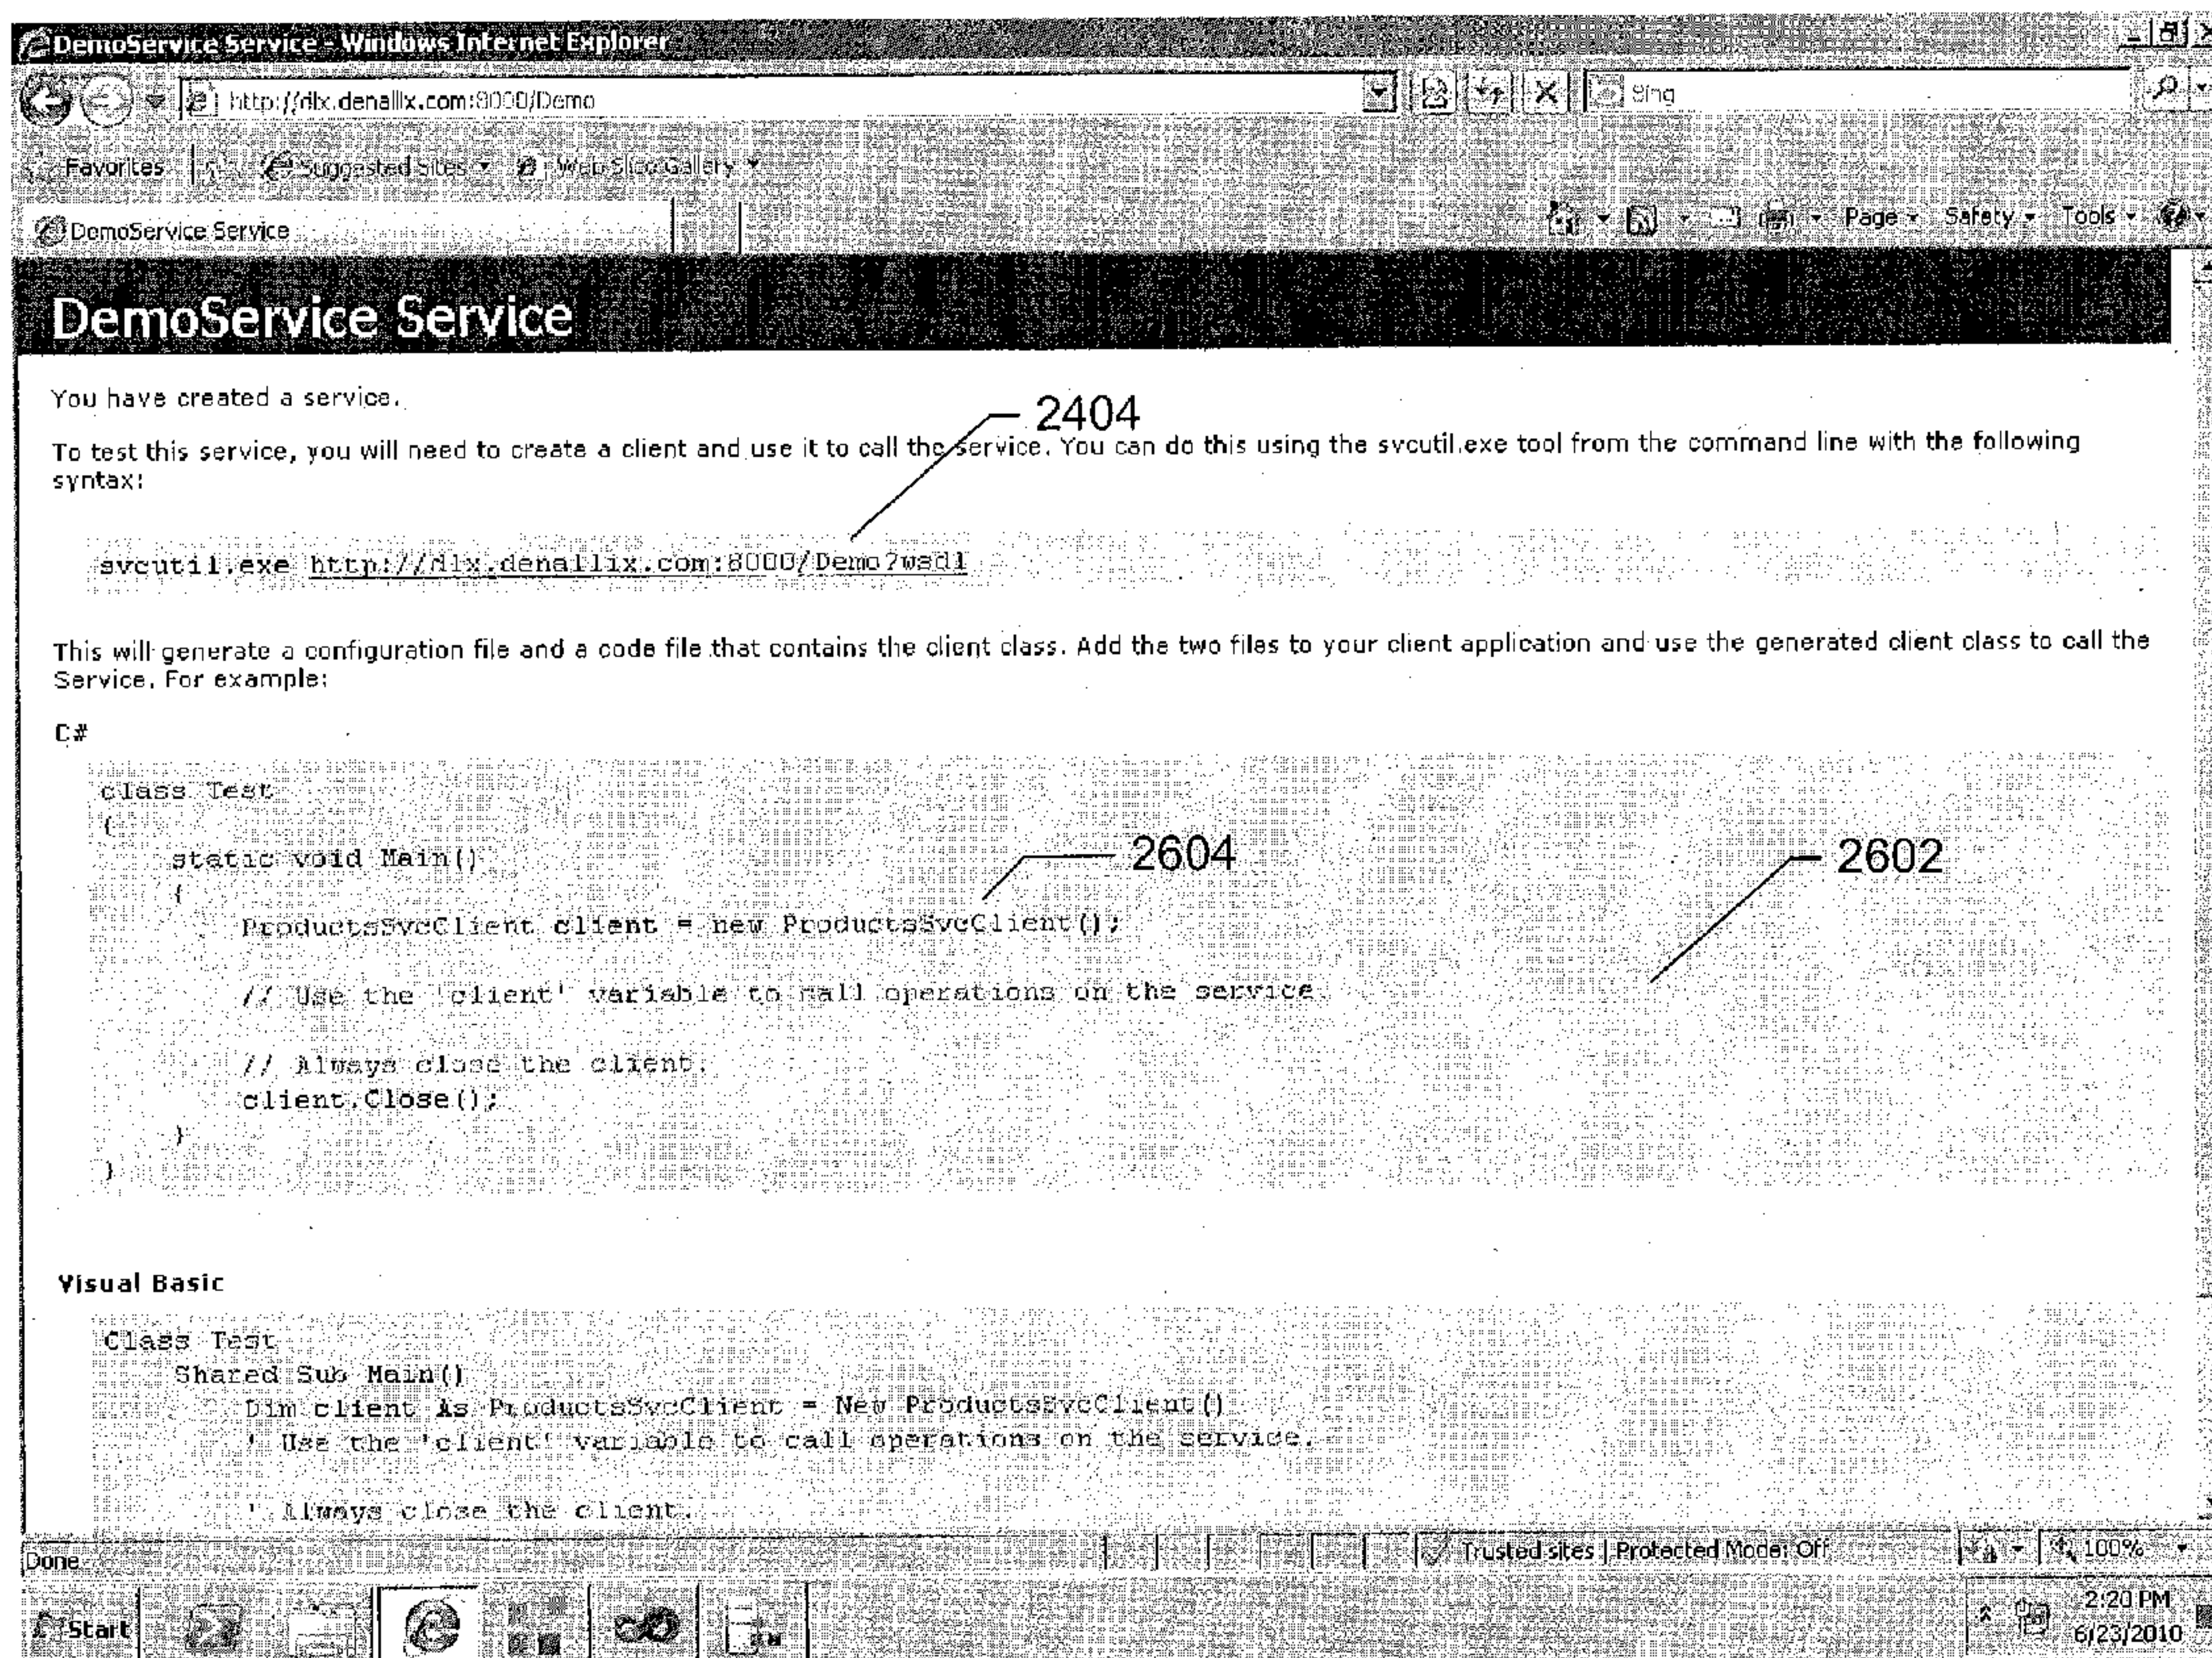 DemoService Service - Windows Internet Explorer
http://dlx.denallix.com:8000/Demo
Bing
Favorites Suggested Sites Web Slice Gallery
DemoService Service
Page Safety Tools
DemoService Service
You have created a service.
2404
To test this service, you will need to create a client and use it to call the service. You can do this using the svcutil.exe tool from the command line with the following
syntax:
svcutil.exe http://dlx.denallix.com:8000/Demo?wsdl
This will generate a configuration file and a code file that contains the client class. Add the two files to your client application and use the generated client class to call the
Service. For example:
C#
class Test
{
static void Main()
2604
2602
{
ProductsSvcClient client = new ProductsSvcClient();
// Use the 'client' variable to call operations on the service.
// Always close the client.
client.Close();
}
}
Visual Basic
Class Test
Shared Sub Main()
Dim client As ProductsSvcClient = New ProductsSvcClient()
' Use the 'client' variable to call operations on the service.
' Always close the client.
Done
Trusted sites | Protected Mode: Off
100%
Start
2:20 PM
6/23/2010